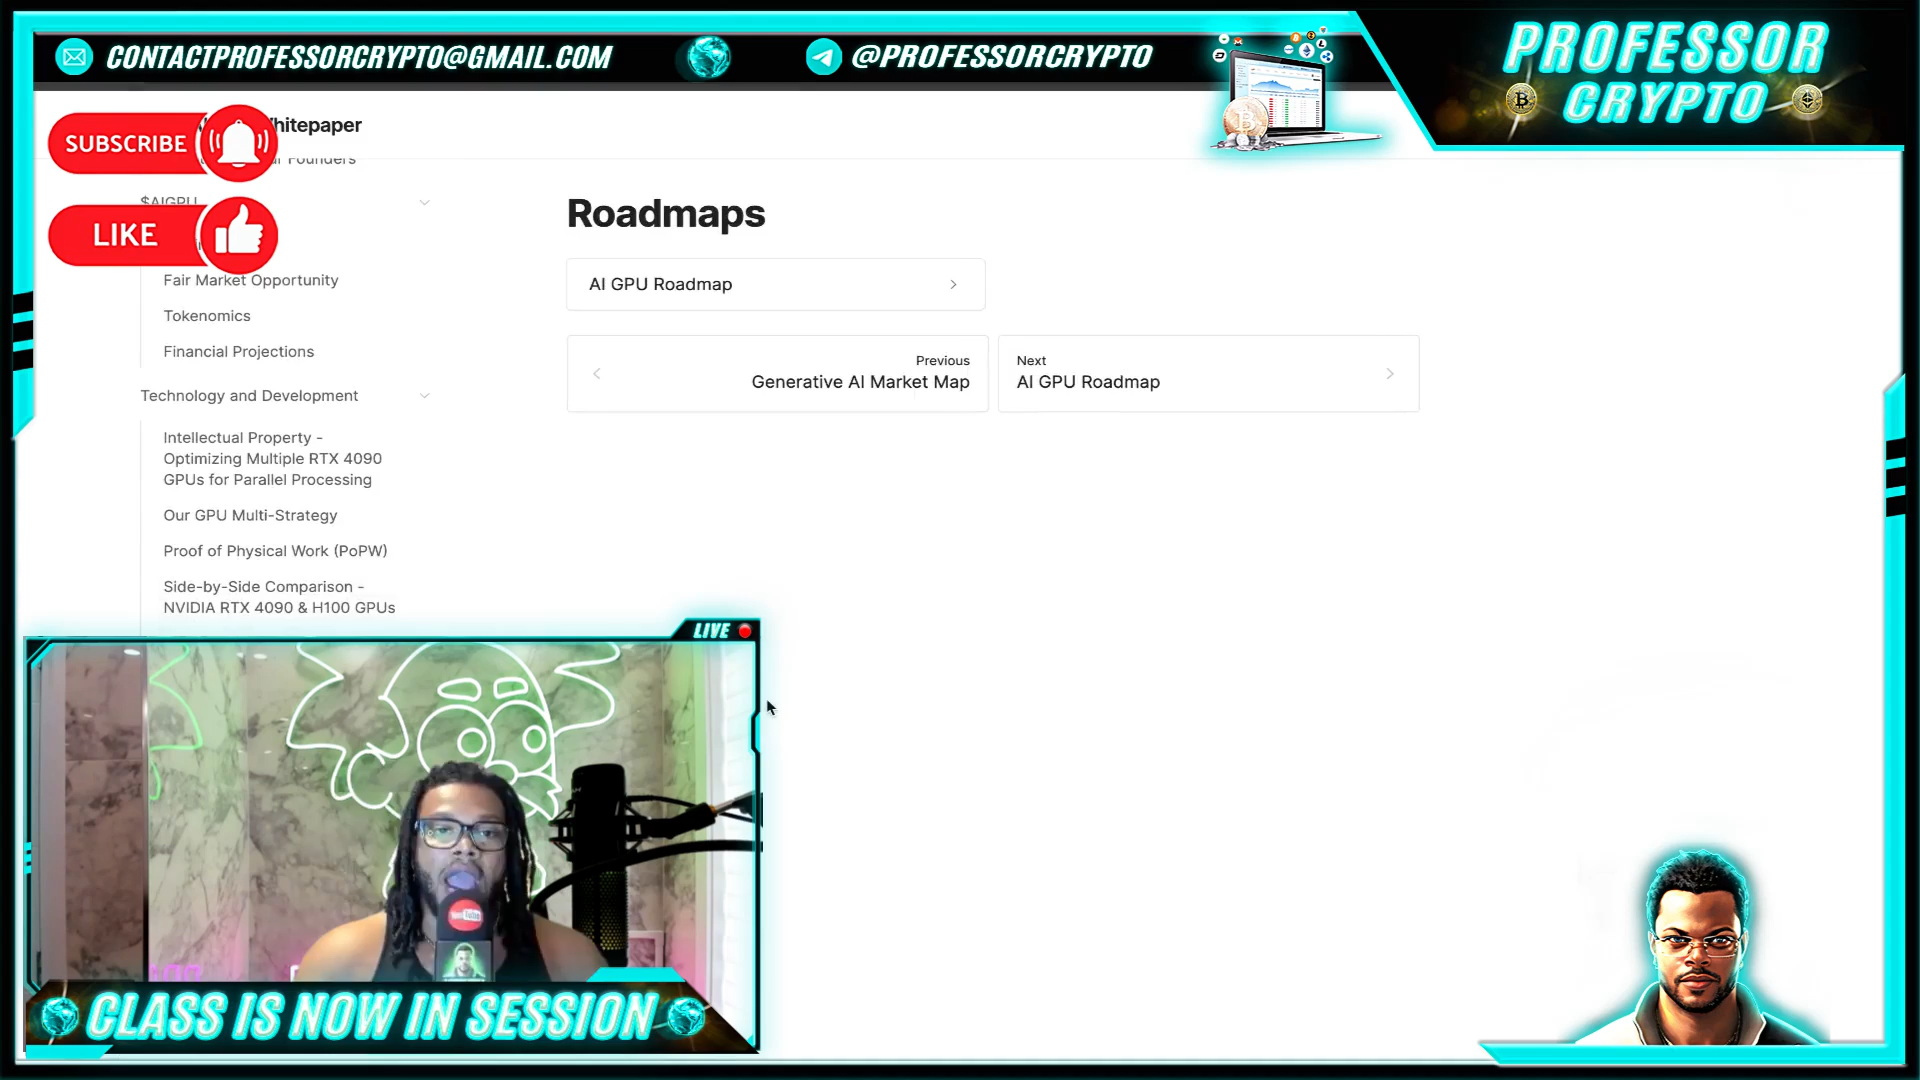 CONTACTPROFESSORCRYPTO@GMAIL.COM
@PROFESSORCRYPTO
PROFESSOR
CRYPTO
SUBSCRIBE
hitepaper
Founders
$AIGPU
LIKE
Fair Market Opportunity
Tokenomics
Financial Projections
Technology and Development
Intellectual Property -
Optimizing Multiple RTX 4090
GPUs for Parallel Processing
Our GPU Multi-Strategy
Proof of Physical Work (PoPW)
Side-by-Side Comparison -
NVIDIA RTX 4090 & H100 GPUs
Roadmaps
AI GPU Roadmap
Previous
Generative AI Market Map
Next
AI GPU Roadmap
LIVE
YouTube
CLASS IS NOW IN SESSION